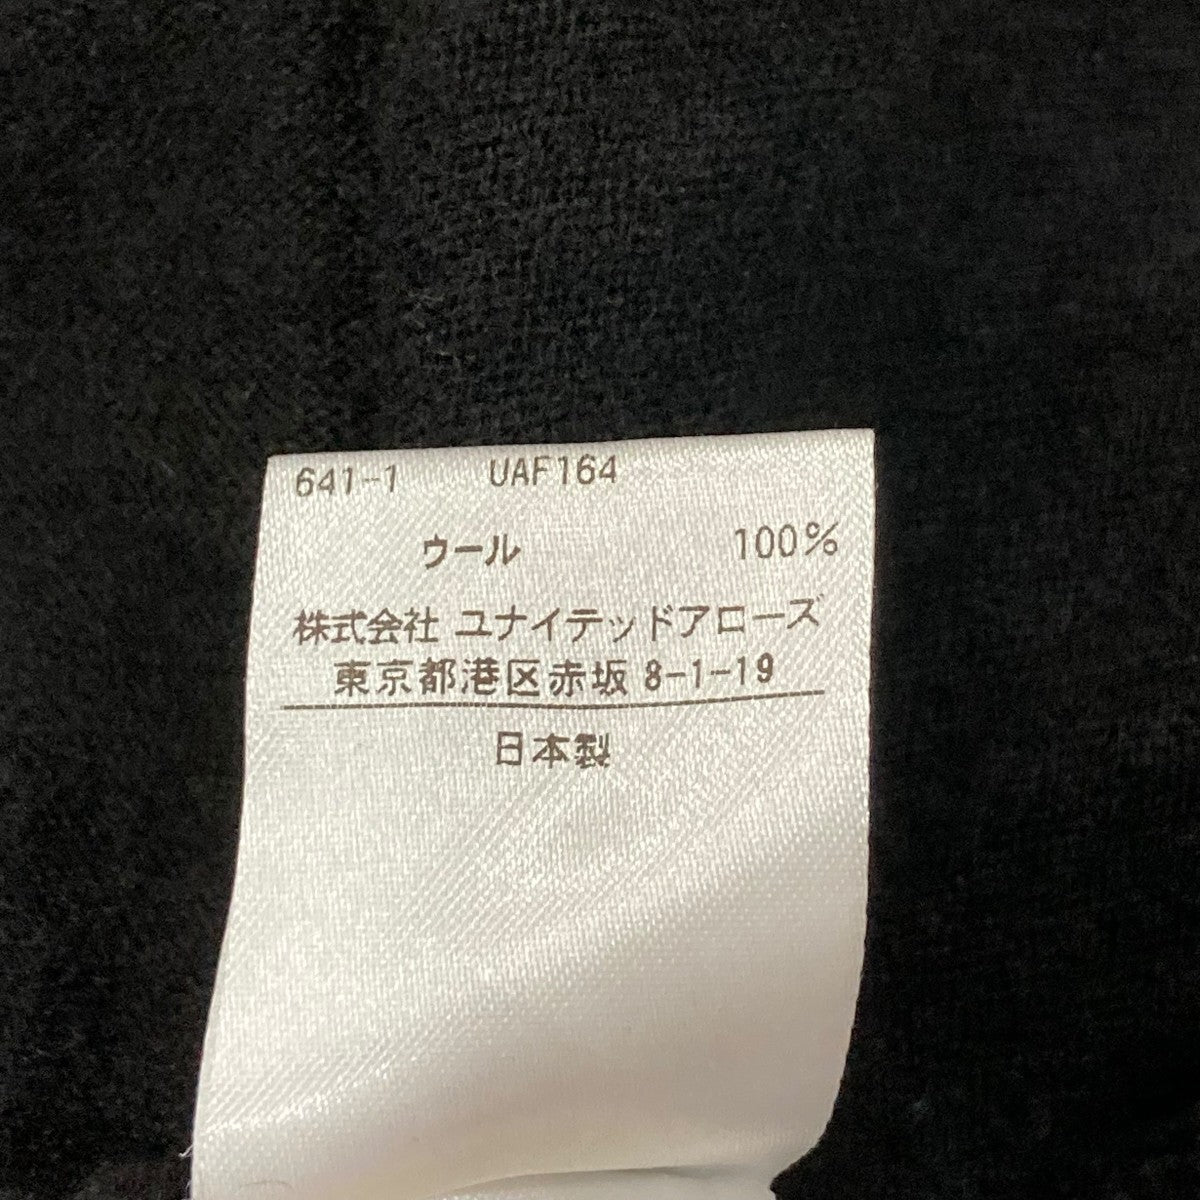 641-1 UAF164
ウール 100%
株式会社 ユナイテッドアローズ
東京都港区赤坂 8-1-19
日本製